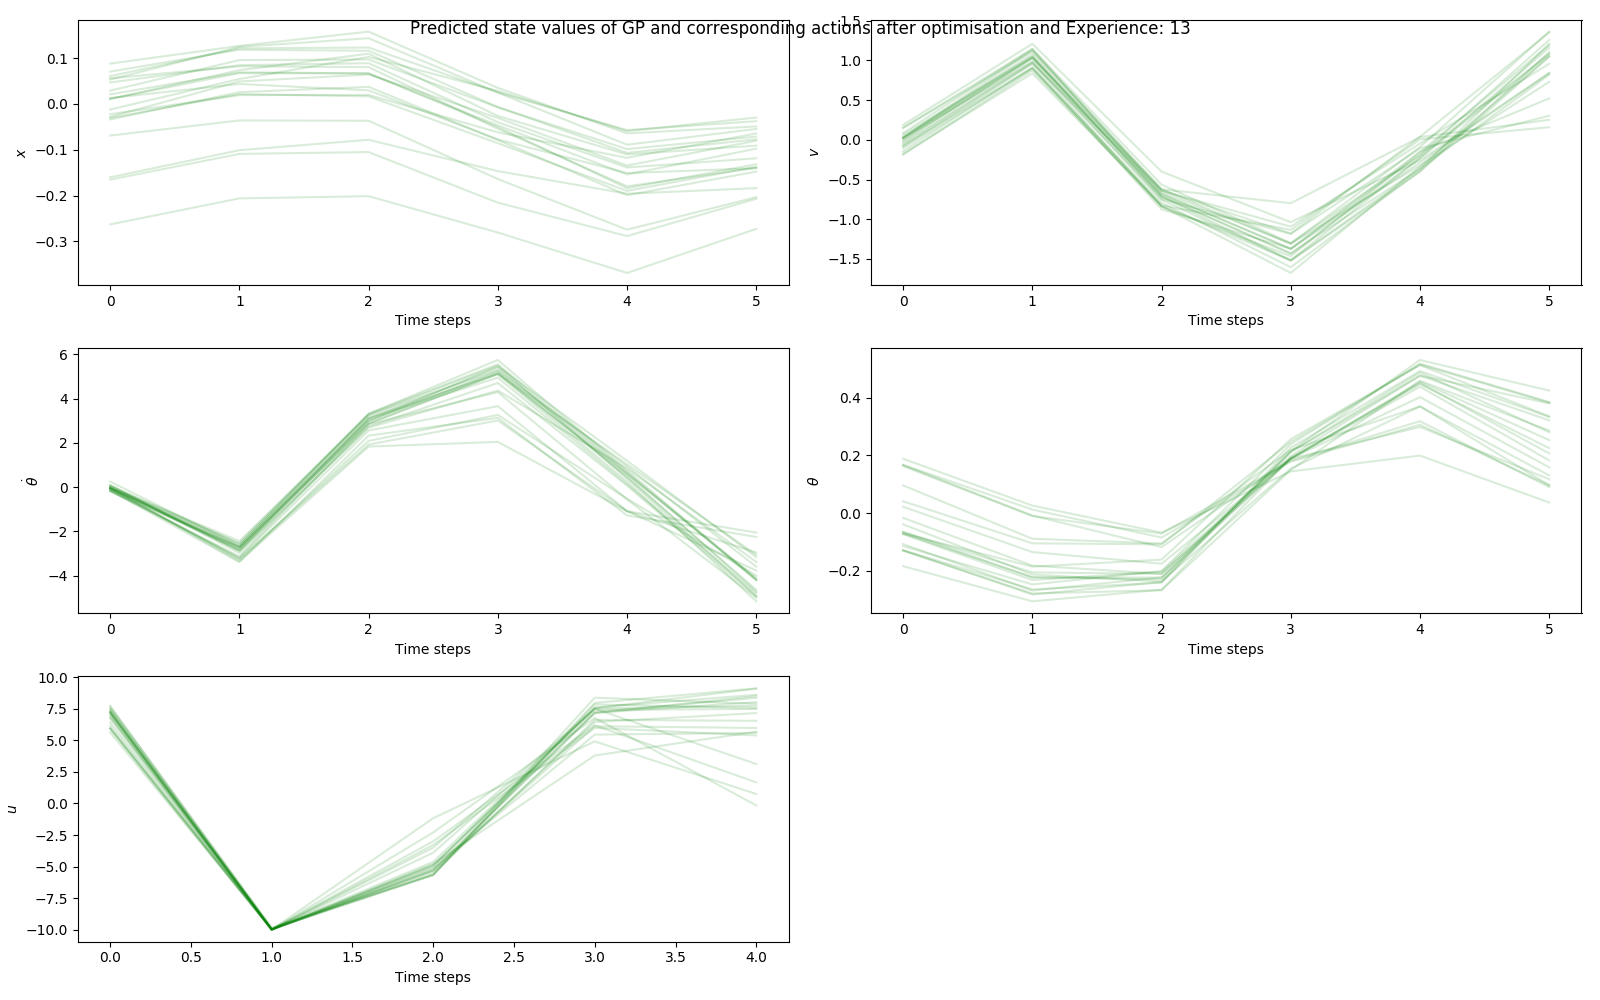 Predicted state values of GP and corresponding actions after optimisation and Experience: 13
0.1
0.0
−0.1
−0.2
−0.3
x
0 1 2 3 4 5
Time steps
1.5
1.0
0.5
0.0
−0.5
−1.0
−1.5
v
0 1 2 3 4 5
Time steps
6
4
2
0
−2
−4
θ̇
0 1 2 3 4 5
Time steps
0.4
0.2
0.0
−0.2
θ
0 1 2 3 4 5
Time steps
10.0
7.5
5.0
2.5
0.0
−2.5
−5.0
−7.5
−10.0
u
0.0 0.5 1.0 1.5 2.0 2.5 3.0 3.5 4.0
Time steps